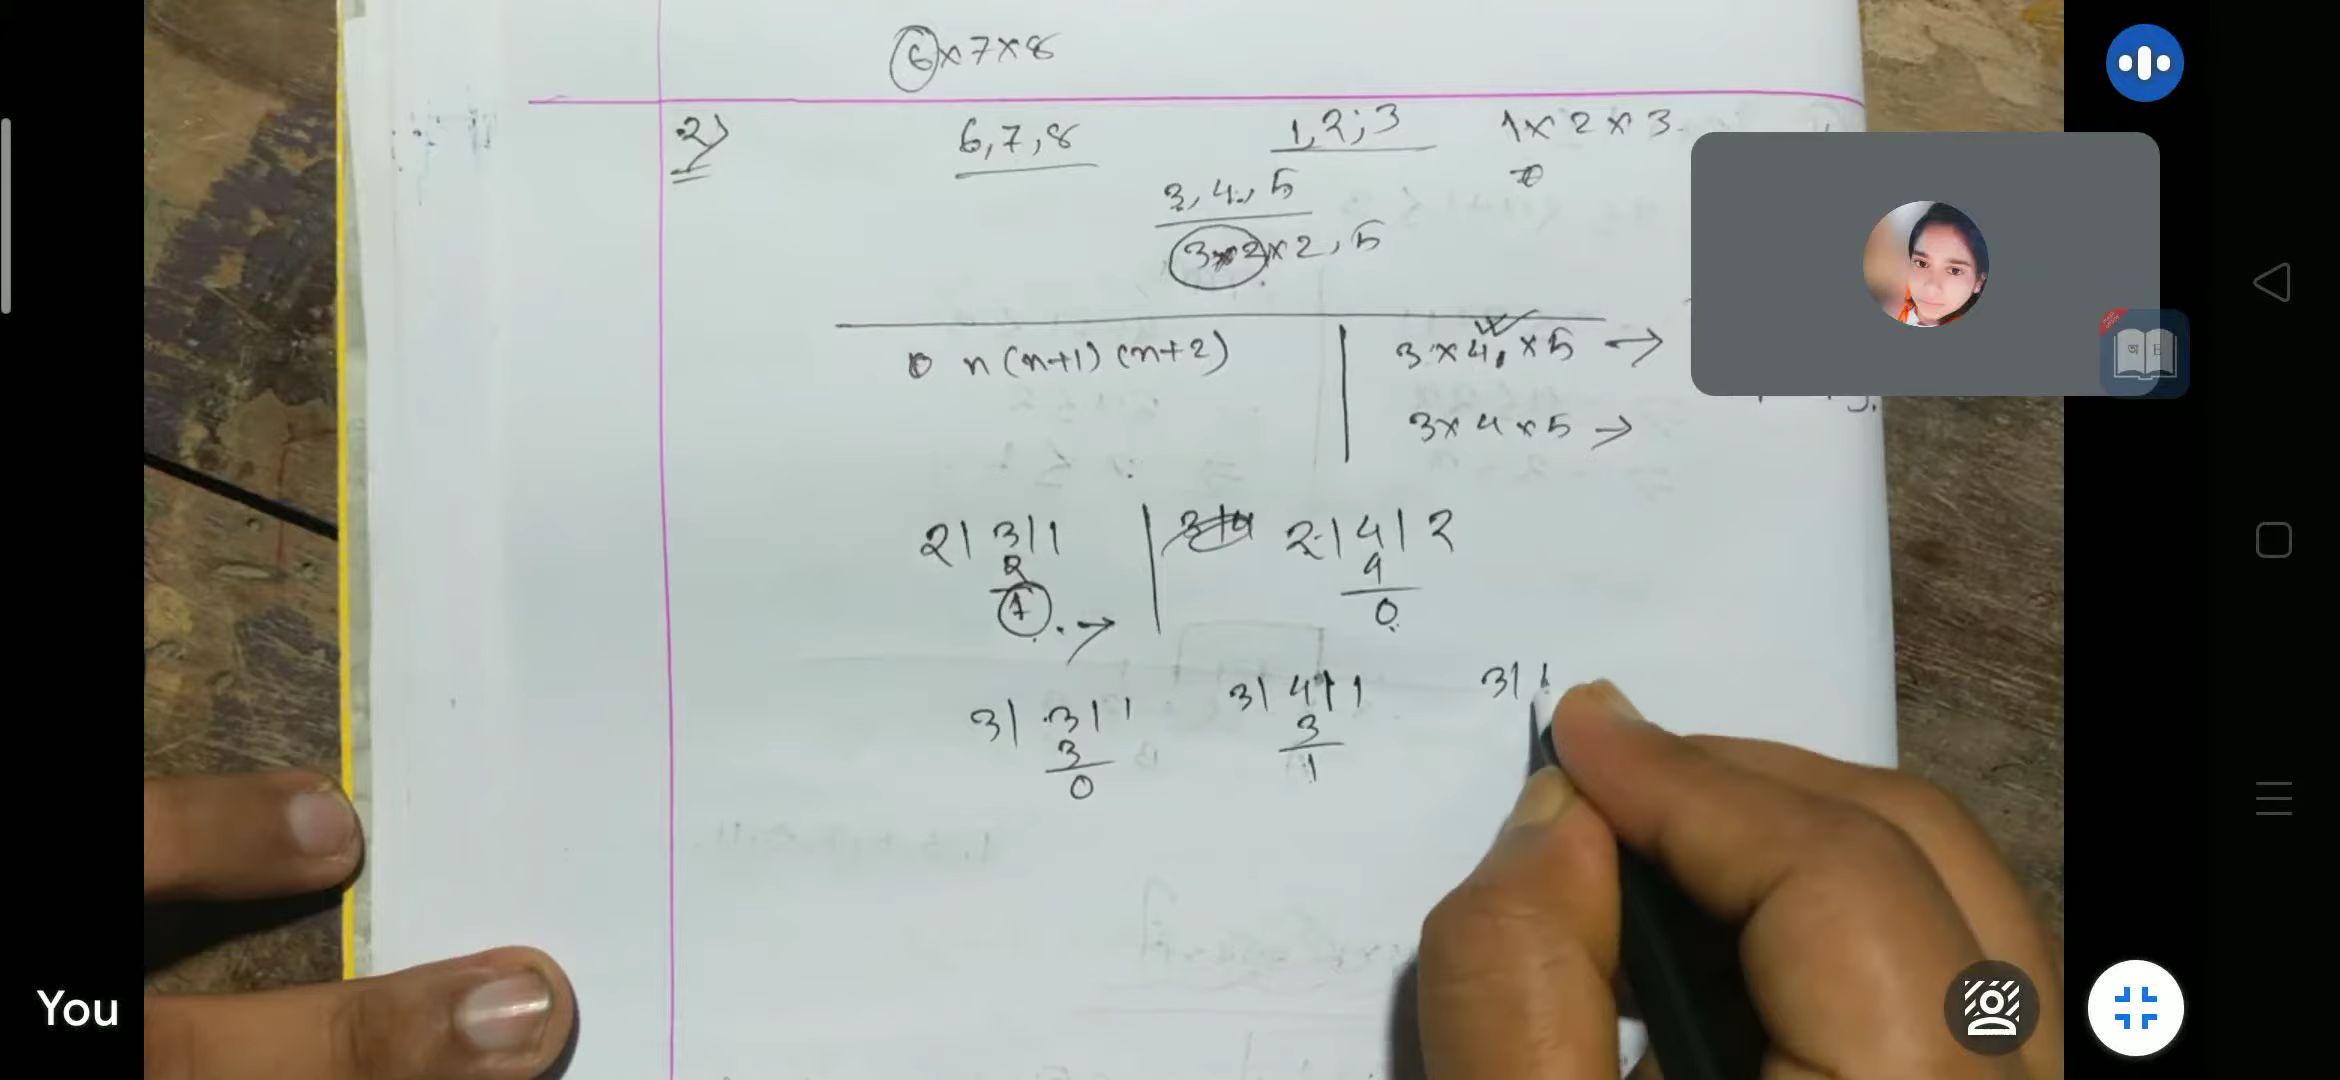 6×7×8
2) 6,7,8 1,2,3 1×2×3
3,4,5
3×2×2,5
n(n+1)(n+2) 3×4×5 →
3×4×5 →
2| 3|1 2|4|2
2 4
1 → 0
3| 3|1 3|4|1 3|
3 3
0 1
You